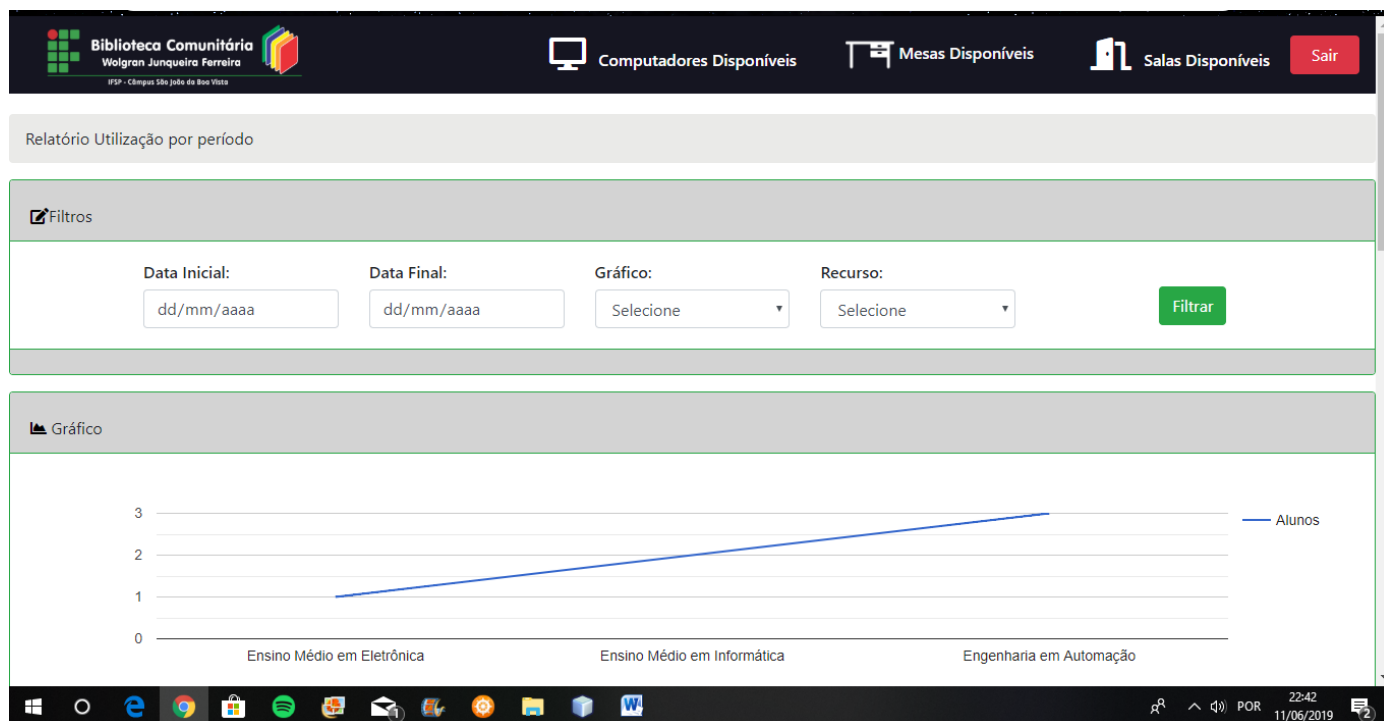 Biblioteca Comunitária
Wolgran Junqueira Ferreira
IFSP - Câmpus São João da Boa Vista
Computadores Disponíveis
Mesas Disponíveis
Salas Disponíveis
Sair
Relatório Utilização por período
Filtros
Data Inicial: Data Final: Gráfico: Recurso:
dd/mm/aaaa dd/mm/aaaa Selecione Selecione Filtrar
Gráfico
3
2
1
0
Alunos
Ensino Médio em Eletrônica Ensino Médio em Informática Engenharia em Automação
POR
22:42
11/06/2019
1
2